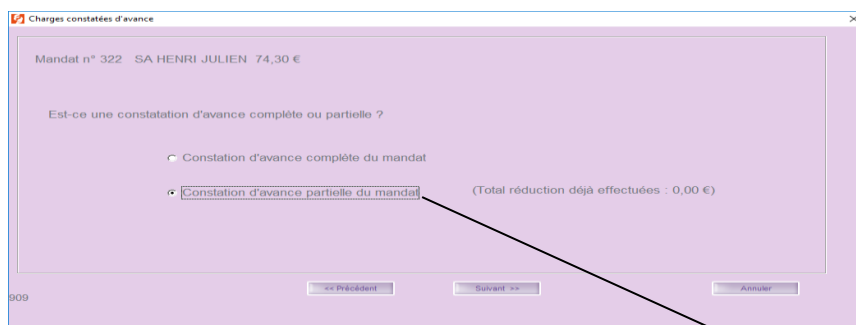 Charges constatées d'avance
Mandat n° 322 SA HENRI JULIEN 74,30 €
Est-ce une constatation d'avance complète ou partielle ?
Constation d'avance complète du mandat
Constation d'avance partielle du mandat (Total réduction déjà effectuées : 0,00 €)
<< Précédent Suivant >> Annuler
909